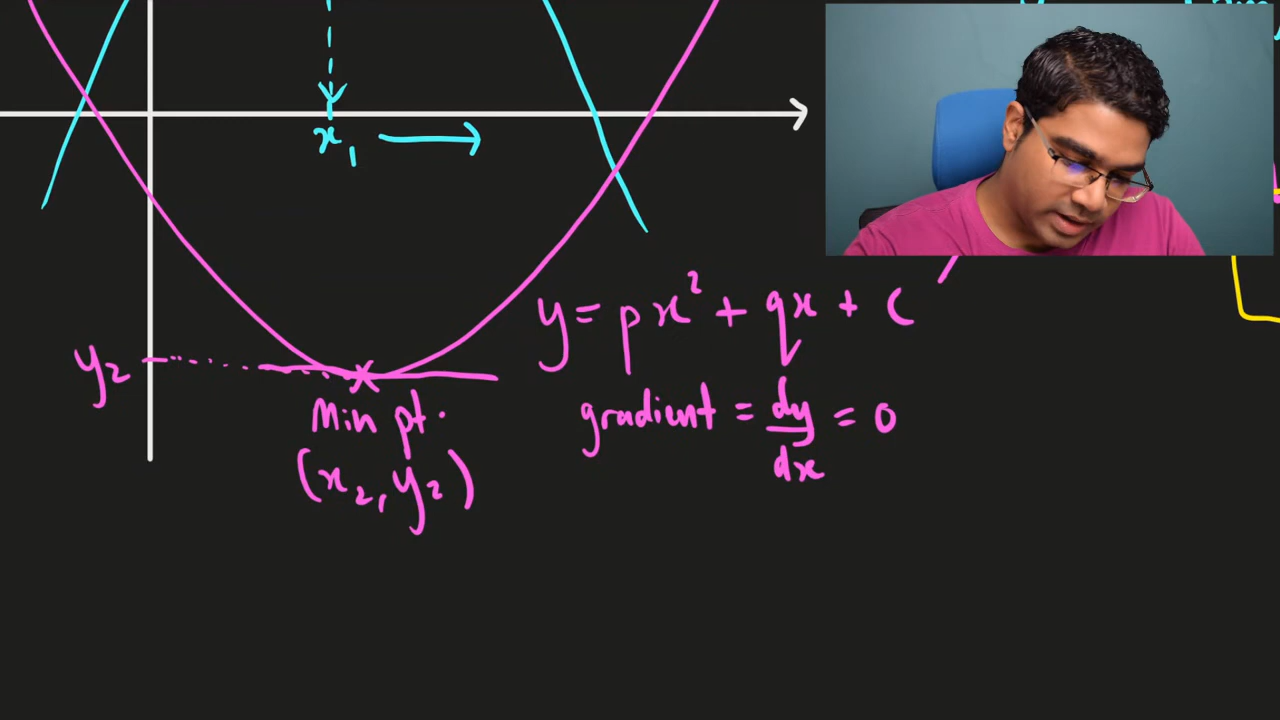 x₁
y = px² + qx + c
y₂
Min pt.
gradient = dy/dx = 0
(x₂, y₂)